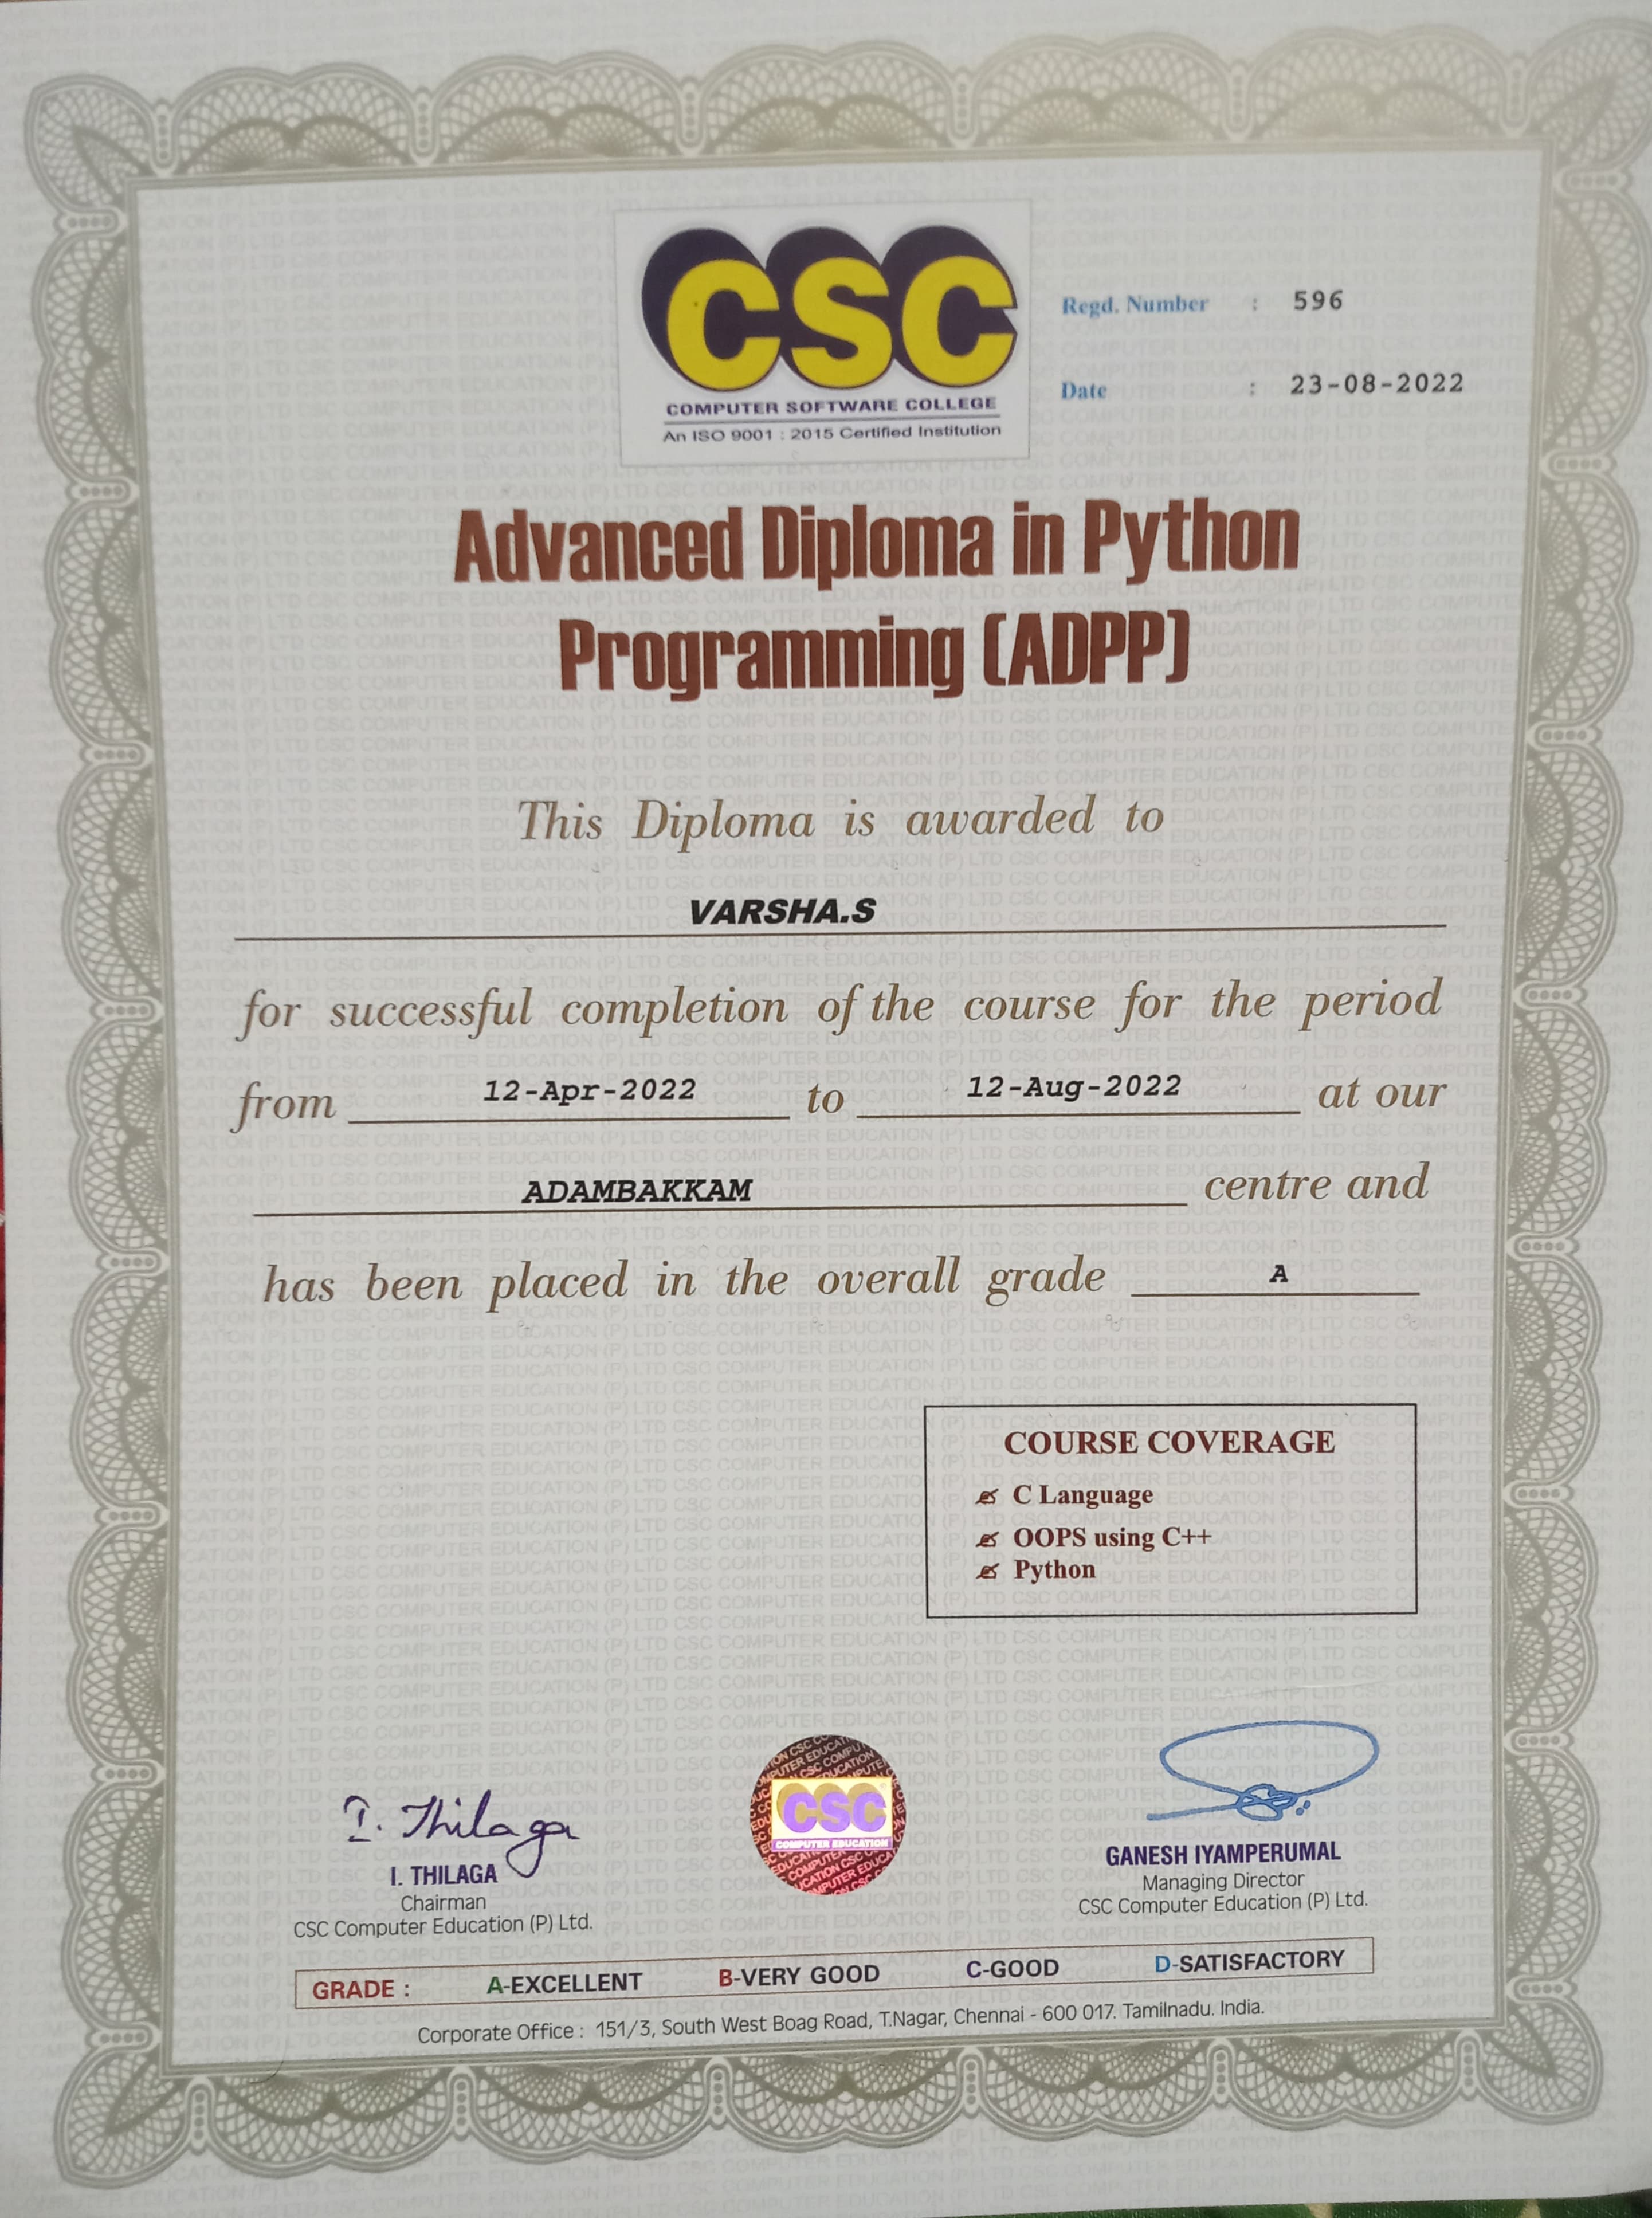 CSC
COMPUTER SOFTWARE COLLEGE
An ISO 9001 : 2015 Certified Institution
Regd. Number : 596
Date : 23-08-2022
Advanced Diploma in Python
Programming (ADPP)
This Diploma is awarded to
VARSHA.S
for successful completion of the course for the period
from 12-Apr-2022 to 12-Aug-2022 at our
ADAMBAKKAM centre and
has been placed in the overall grade A
COURSE COVERAGE
C Language
OOPS using C++
Python
I. Thilaga
I. THILAGA
Chairman
CSC Computer Education (P) Ltd.
CSC
COMPUTER EDUCATION
GANESH IYAMPERUMAL
Managing Director
CSC Computer Education (P) Ltd.
GRADE : A-EXCELLENT B-VERY GOOD C-GOOD D-SATISFACTORY
Corporate Office : 151/3, South West Boag Road, T.Nagar, Chennai - 600 017. Tamilnadu. India.